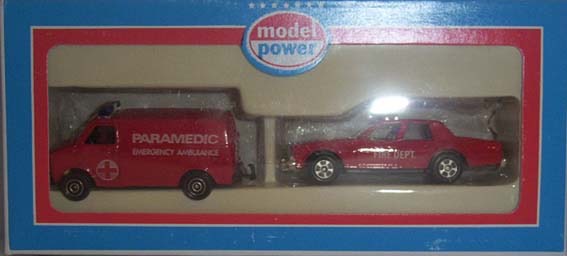 model
power
PARAMEDIC
EMERGENCY AMBULANCE
FIRE DEPT.